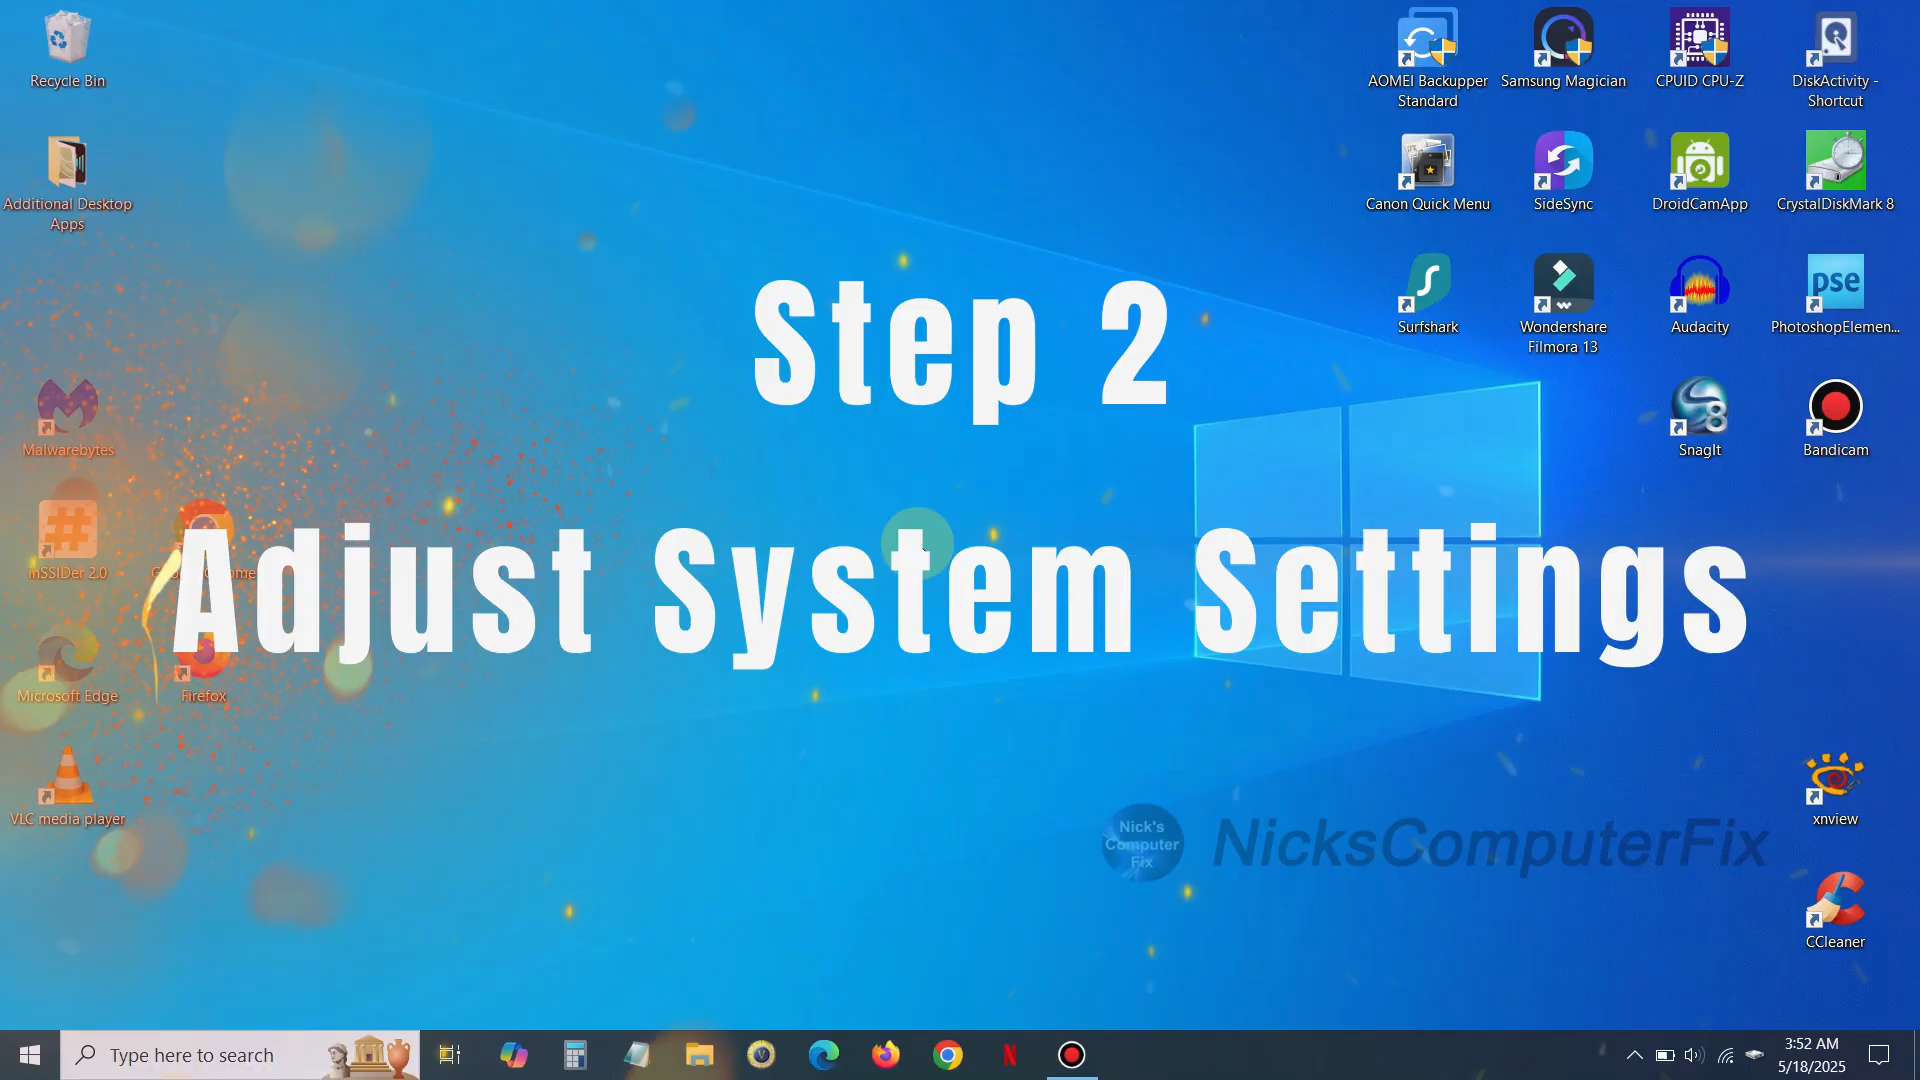 Recycle Bin
Additional Desktop
Apps
Malwarebytes
inSSIDer 2.0
Microsoft Edge
Firefox
VLC media player
AOMEI Backupper
Standard
Samsung Magician
CPUID CPU-Z
DiskActivity -
Shortcut
Canon Quick Menu
SideSync
DroidCamApp
CrystalDiskMark 8
Surfshark
Wondershare
Filmora 13
Audacity
pse
PhotoshopElemen...
SnagIt
Bandicam
Step 2
Adjust System Settings
Nick's
Computer
Fix
NicksComputerFix
xnview
CCleaner
Type here to search
3:52 AM
5/18/2025